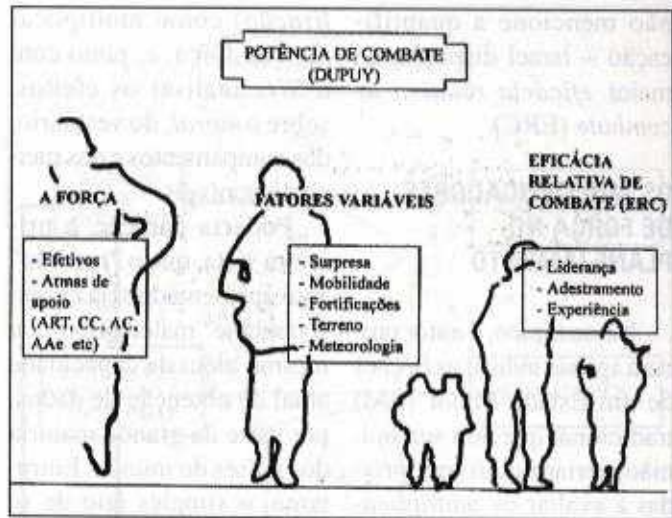 POTÊNCIA DE COMBATE
(DUPUY)
A FORÇA
- Efetivos
- Armas de
apoio
(ART, CC, AC,
AAe etc)
FATORES VARIÁVEIS
- Surpresa
- Mobilidade
- Fortificações
- Terreno
- Meteorologia
EFICÁCIA
RELATIVA DE
COMBATE (ERC)
- Liderança
- Adestramento
- Experiência